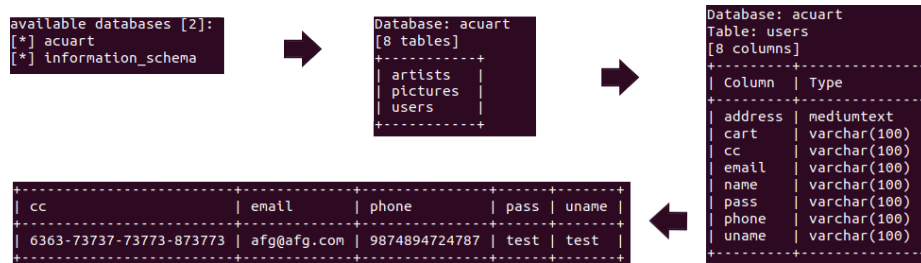 available databases [2]:
[*] acuart
[*] information_schema
Database: acuart
[8 tables]
+-----------+
| artists |
| pictures |
| users |
+-----------+
Database: acuart
Table: users
[8 columns]
+---------+--------------
| Column | Type
+---------+--------------
| address | mediumtext
| cart | varchar(100)
| cc | varchar(100)
| email | varchar(100)
| name | varchar(100)
| pass | varchar(100)
| phone | varchar(100)
| uname | varchar(100)
+---------+--------------
+-------------------------+-------------+---------------+------+-------+
| cc | email | phone | pass | uname |
+-------------------------+-------------+---------------+------+-------+
| 6363-73737-73773-873773 | afg@afg.com | 9874894724787 | test | test |
+-------------------------+-------------+---------------+------+-------+